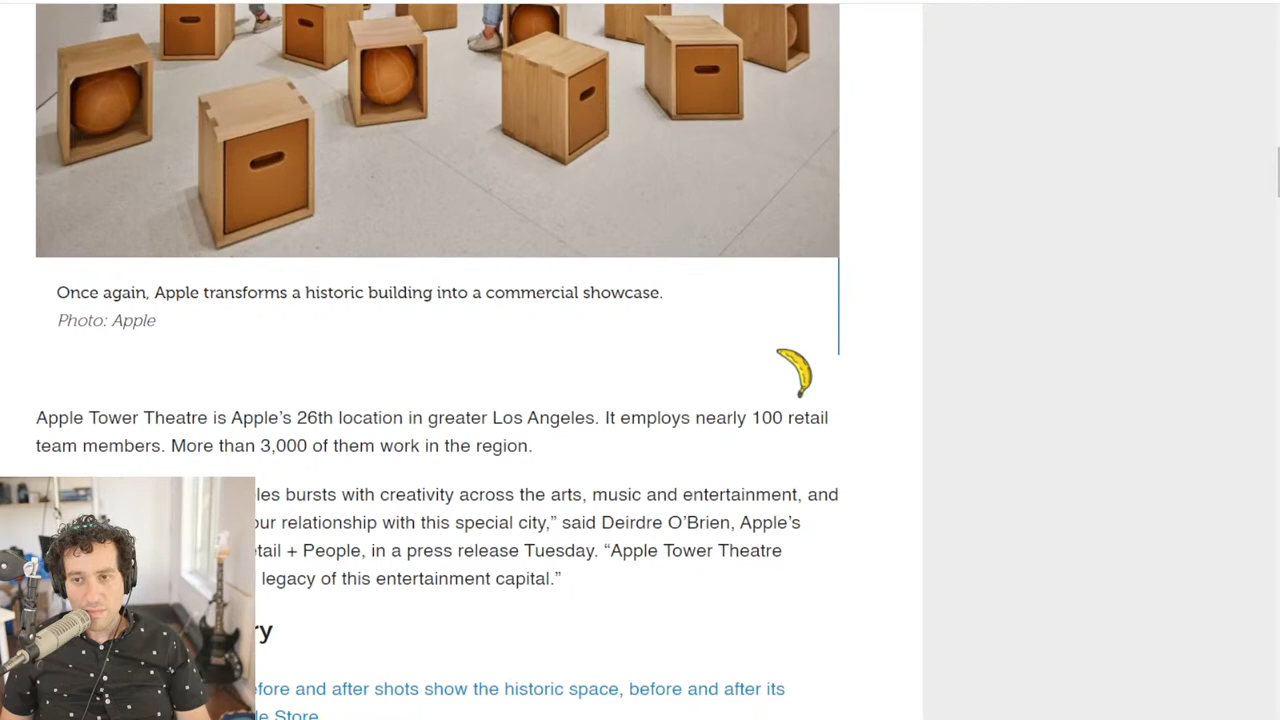 Once again, Apple transforms a historic building into a commercial showcase.
Photo: Apple
Apple Tower Theatre is Apple’s 26th location in greater Los Angeles. It employs nearly 100 retail
team members. More than 3,000 of them work in the region.
les bursts with creativity across the arts, music and entertainment, and
our relationship with this special city,” said Deirdre O’Brien, Apple’s
etail + People, in a press release Tuesday. “Apple Tower Theatre
legacy of this entertainment capital.”
ry
efore and after shots show the historic space, before and after its
le Store